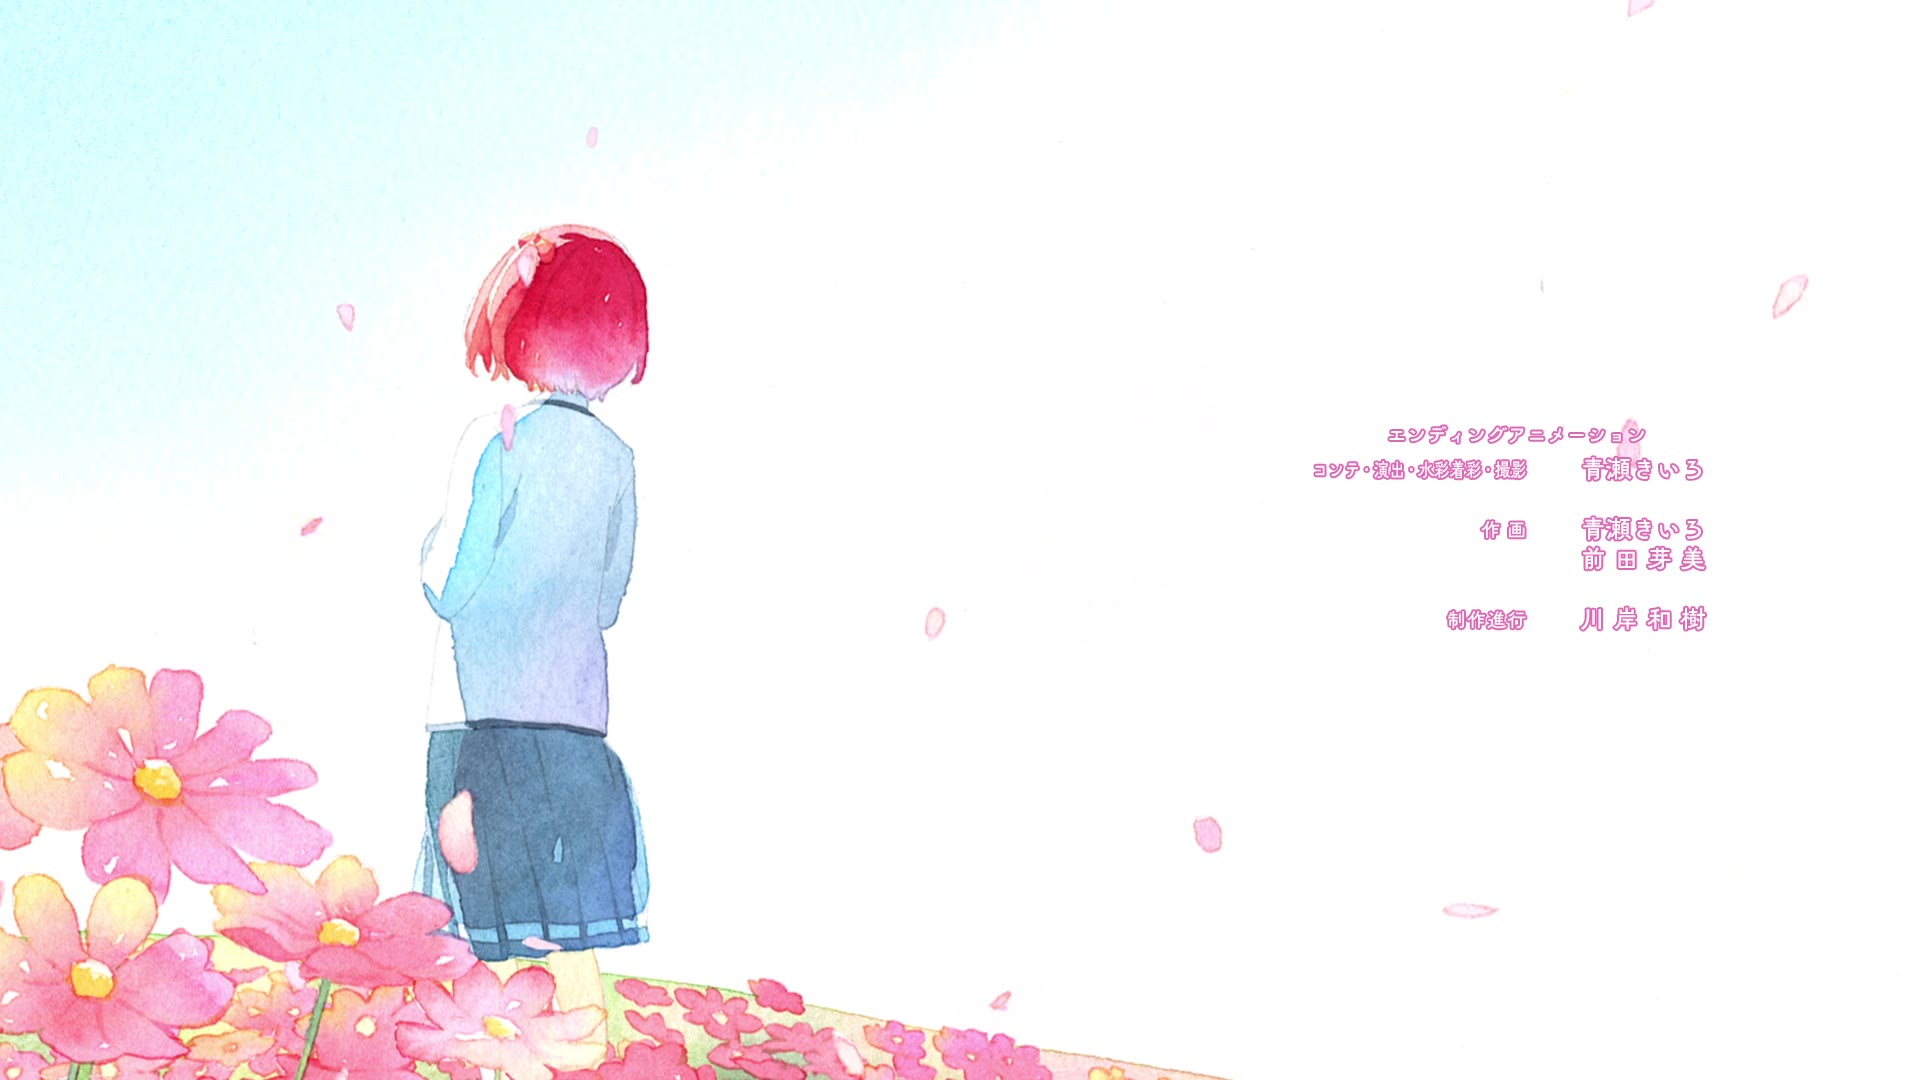 エンディングアニメーション
コンテ・演出・水彩着彩・撮影 青瀬きいろ
作画 青瀬きいろ
前田芽美
制作進行 川岸和樹